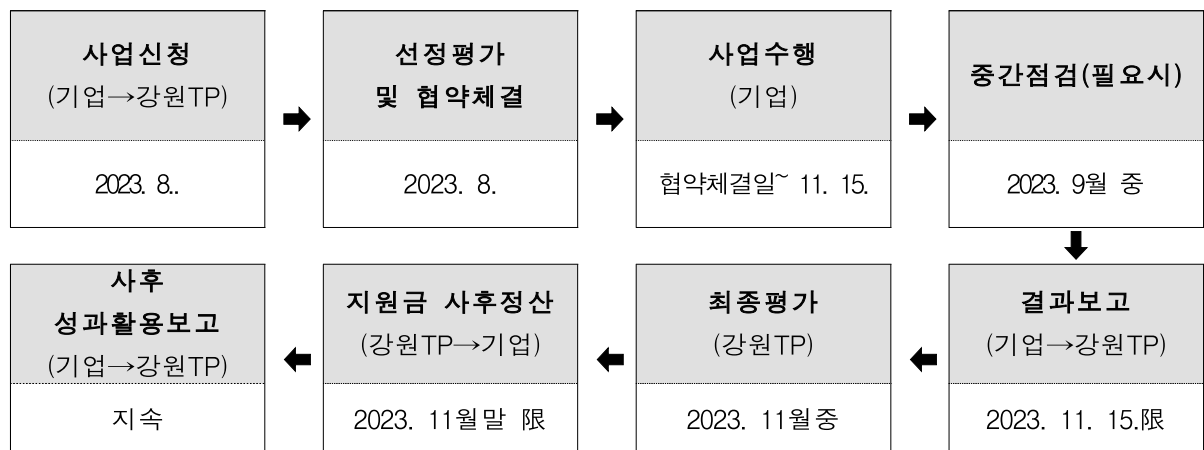 사업신청
(기업→강원TP)
2023. 8..
선정평가
및 협약체결
2023. 8.
사업수행
(기업)
협약체결일~ 11. 15.
중간점검(필요시)
2023. 9월 중
결과보고
(기업→강원TP)
2023. 11. 15.限
최종평가
(강원TP)
2023. 11월중
지원금 사후정산
(강원TP→기업)
2023. 11월말 限
사후
성과활용보고
(기업→강원TP)
지속